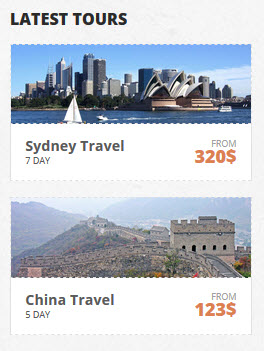 LATEST TOURS
Sydney Travel
7 DAY
FROM
320$
China Travel
5 DAY
FROM
123$